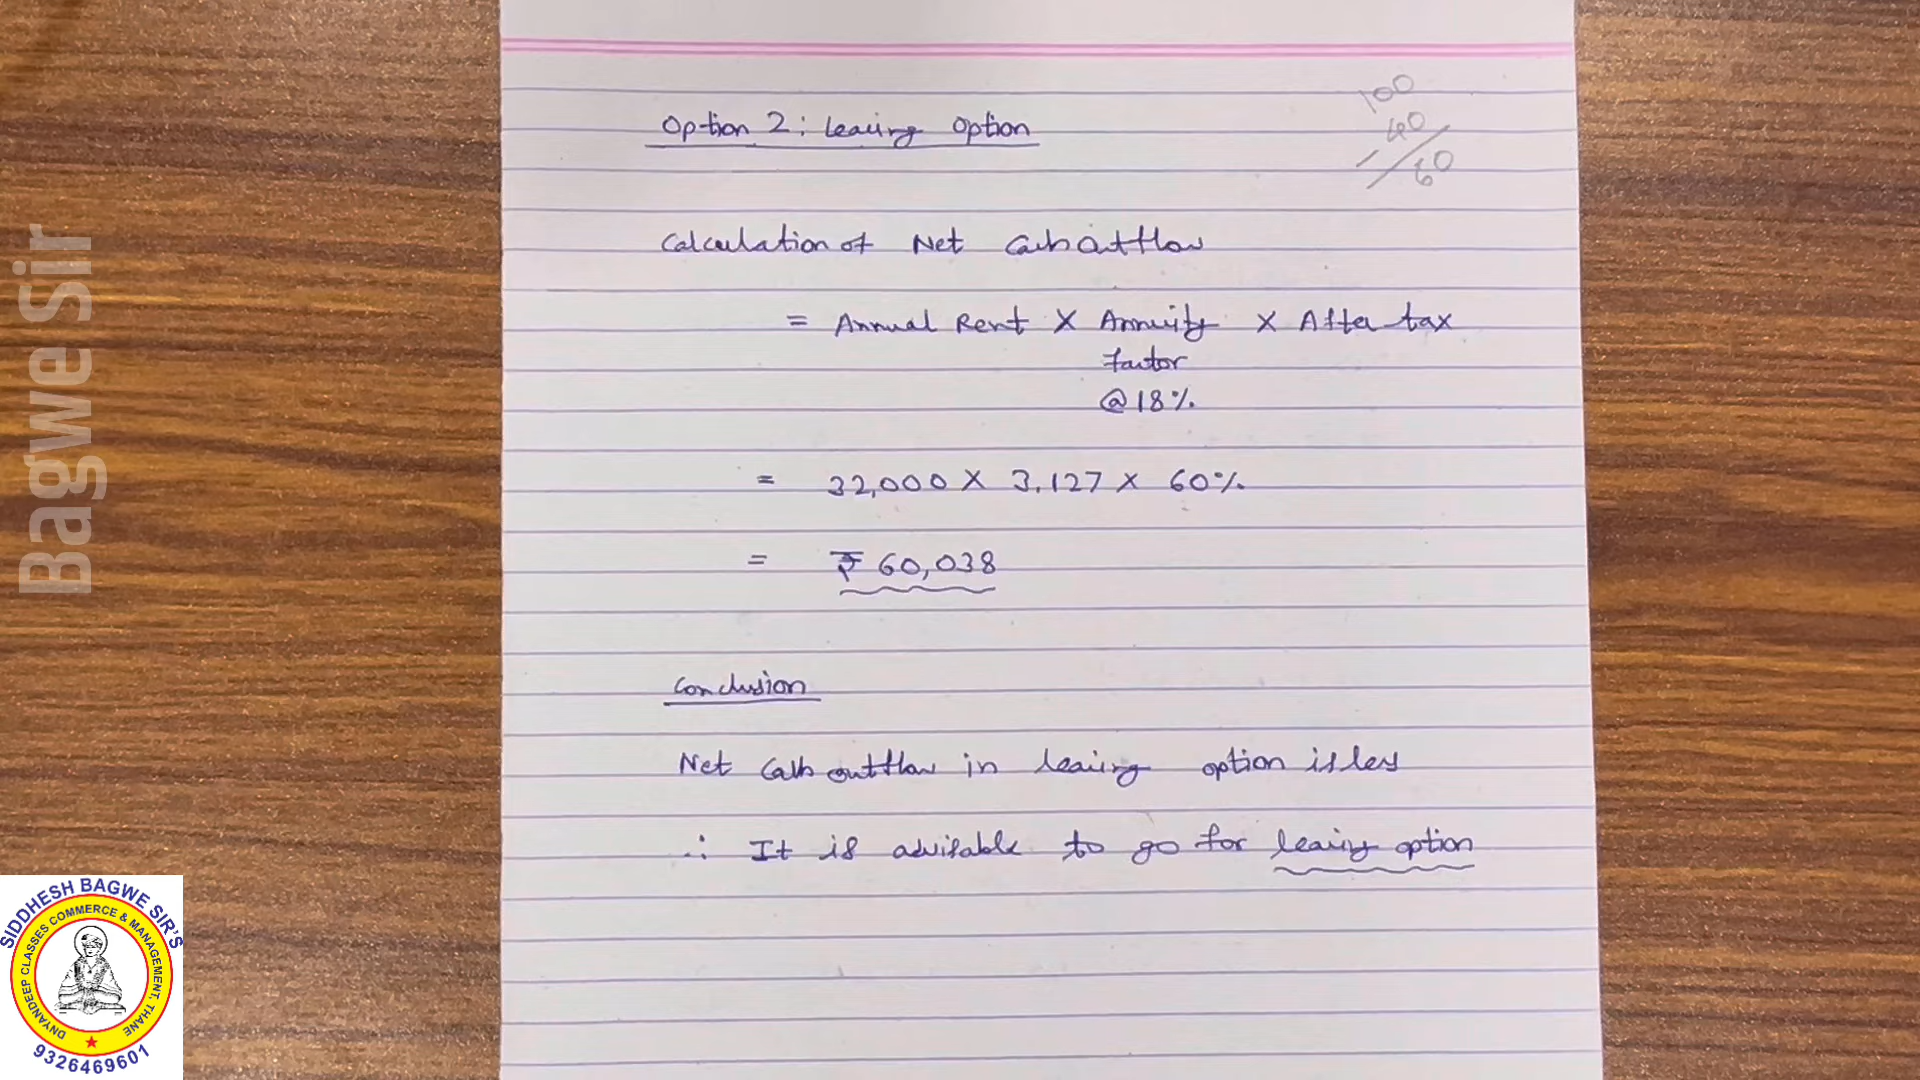 Option 2: Leasing Option
100
40
- / 60
Calculation of Net Cash Outflow
= Annual Rent X Annuity X After tax
factor
@ 18%
= 32,000 X 3.127 X 60%
= ₹ 60,038
Conclusion
Net Cash outflow in leasing option is less
∴ It is advisable to go for leasing option
Bagwe Sir
SIDDHESH BAGWE SIR'S
DNYANDEEP CLASSES COMMERCE & MANAGEMENT, THANE
9326469601